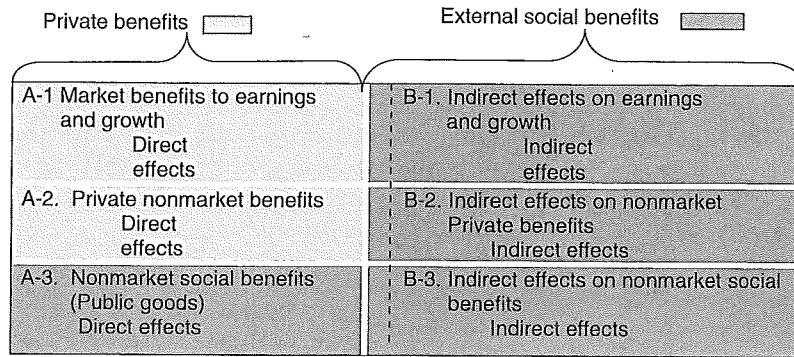 Private benefits
External social benefits
A-1 Market benefits to earnings
and growth
Direct
effects
B-1. Indirect effects on earnings
and growth
Indirect
effects
A-2. Private nonmarket benefits
Direct
effects
B-2. Indirect effects on nonmarket
Private benefits
Indirect effects
A-3. Nonmarket social benefits
(Public goods)
Direct effects
B-3. Indirect effects on nonmarket social
benefits
Indirect effects